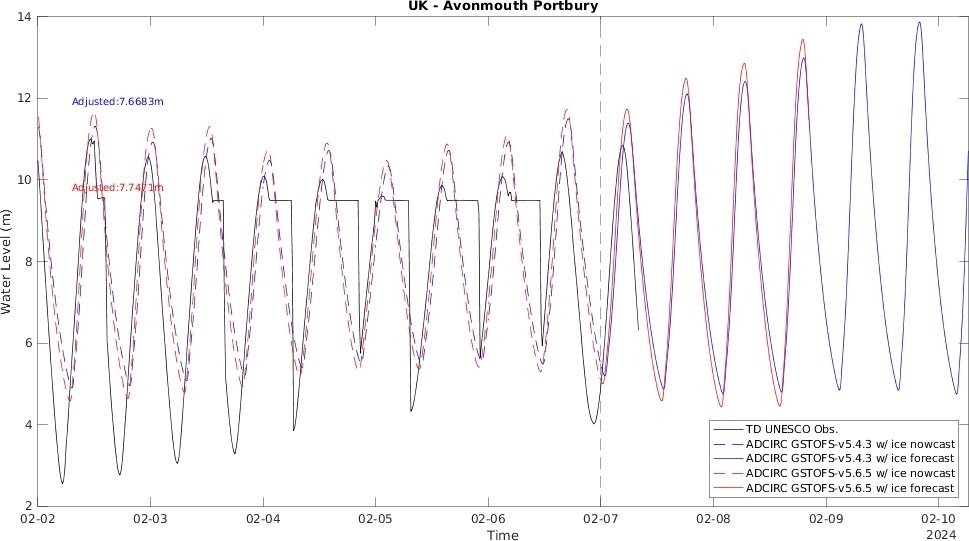 UK - Avonmouth Portbury
14
12
10
8
6
4
2
Water Level (m)
Adjusted:7.6683m
Adjusted:7.7471m
TD UNESCO Obs.
ADCIRC GSTOFS-v5.4.3 w/ ice nowcast
ADCIRC GSTOFS-v5.4.3 w/ ice forecast
ADCIRC GSTOFS-v5.6.5 w/ ice nowcast
ADCIRC GSTOFS-v5.6.5 w/ ice forecast
02-02 02-03 02-04 02-05 02-06 02-07 02-08 02-09 02-10
Time
2024